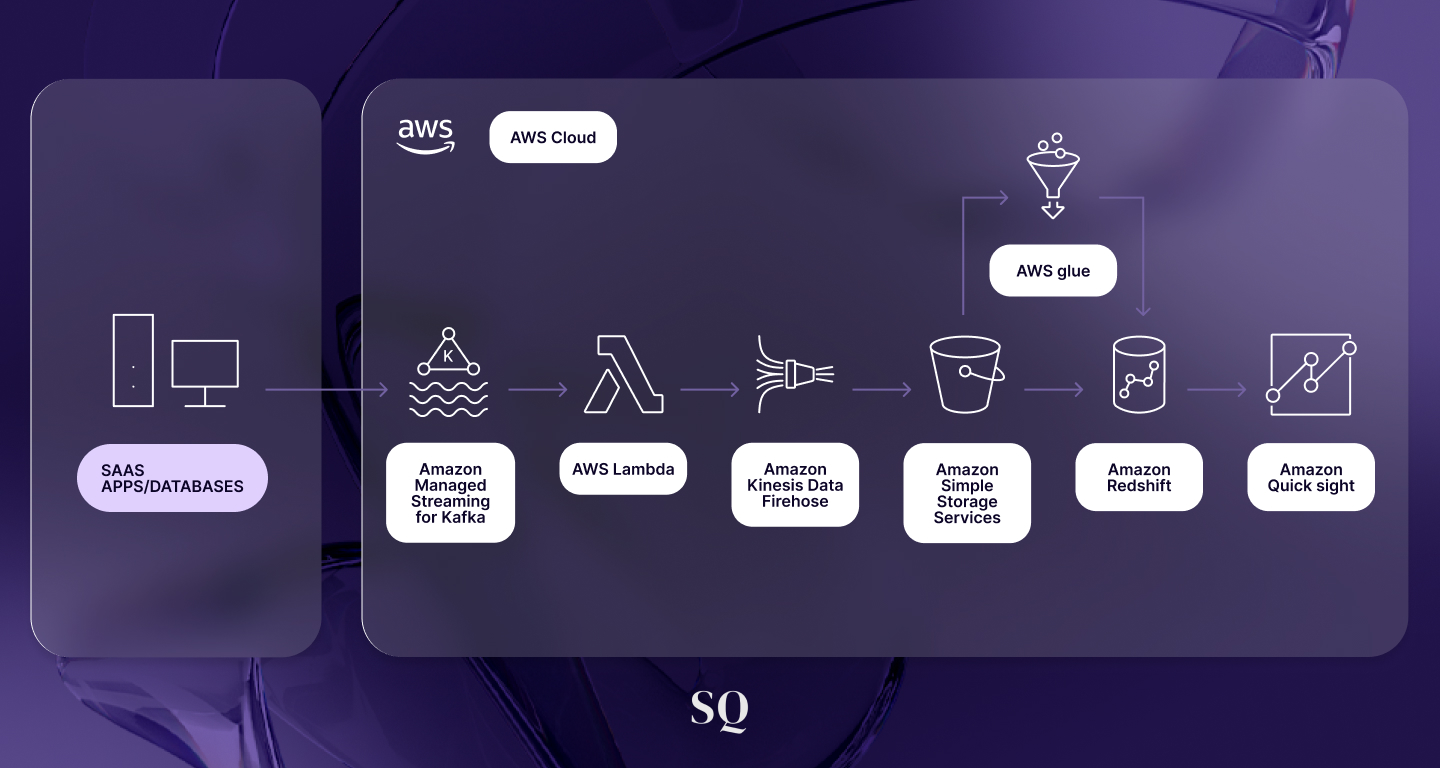 aws
AWS Cloud
AWS glue
K
SAAS
APPS/DATABASES
Amazon
Managed
Streaming
for Kafka
AWS Lambda
Amazon
Kinesis Data
Firehose
Amazon
Simple
Storage
Services
Amazon
Redshift
Amazon
Quick sight
SQ